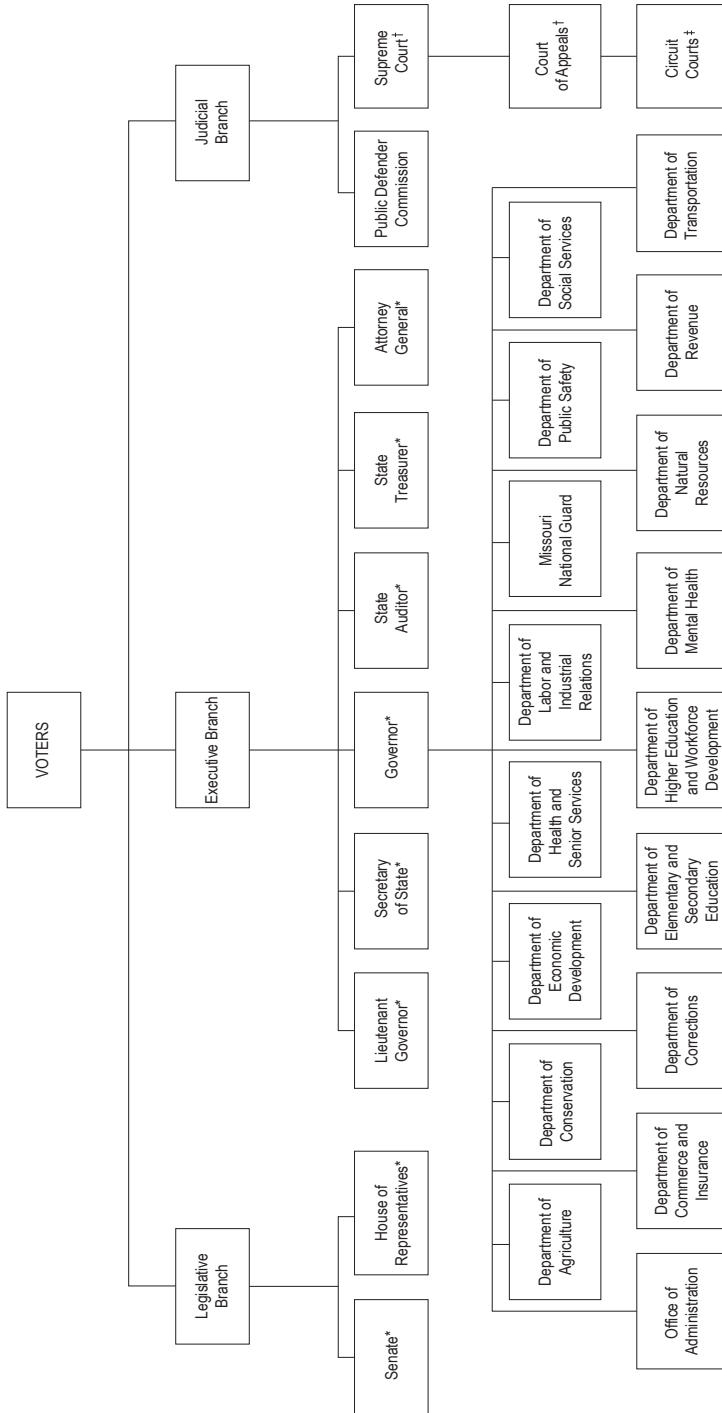 VOTERS
Legislative
Branch
Executive Branch
Judicial
Branch
Senate*
House of
Representatives*
Lieutenant
Governor*
Secretary
of State*
Governor*
State
Auditor*
State
Treasurer*
Attorney
General*
Public Defender
Commission
Supreme
Court†
Department of
Agriculture
Department of
Conservation
Department of
Economic
Development
Department of
Health and
Senior Services
Department of
Labor and
Industrial
Relations
Missouri
National Guard
Department of
Public Safety
Department of
Social Services
Court
of Appeals†
Office of
Administration
Department of
Commerce and
Insurance
Department of
Corrections
Department of
Elementary and
Secondary
Education
Department of
Higher Education
and Workforce
Development
Department of
Mental Health
Department of
Natural
Resources
Department of
Revenue
Department of
Transportation
Circuit
Courts‡